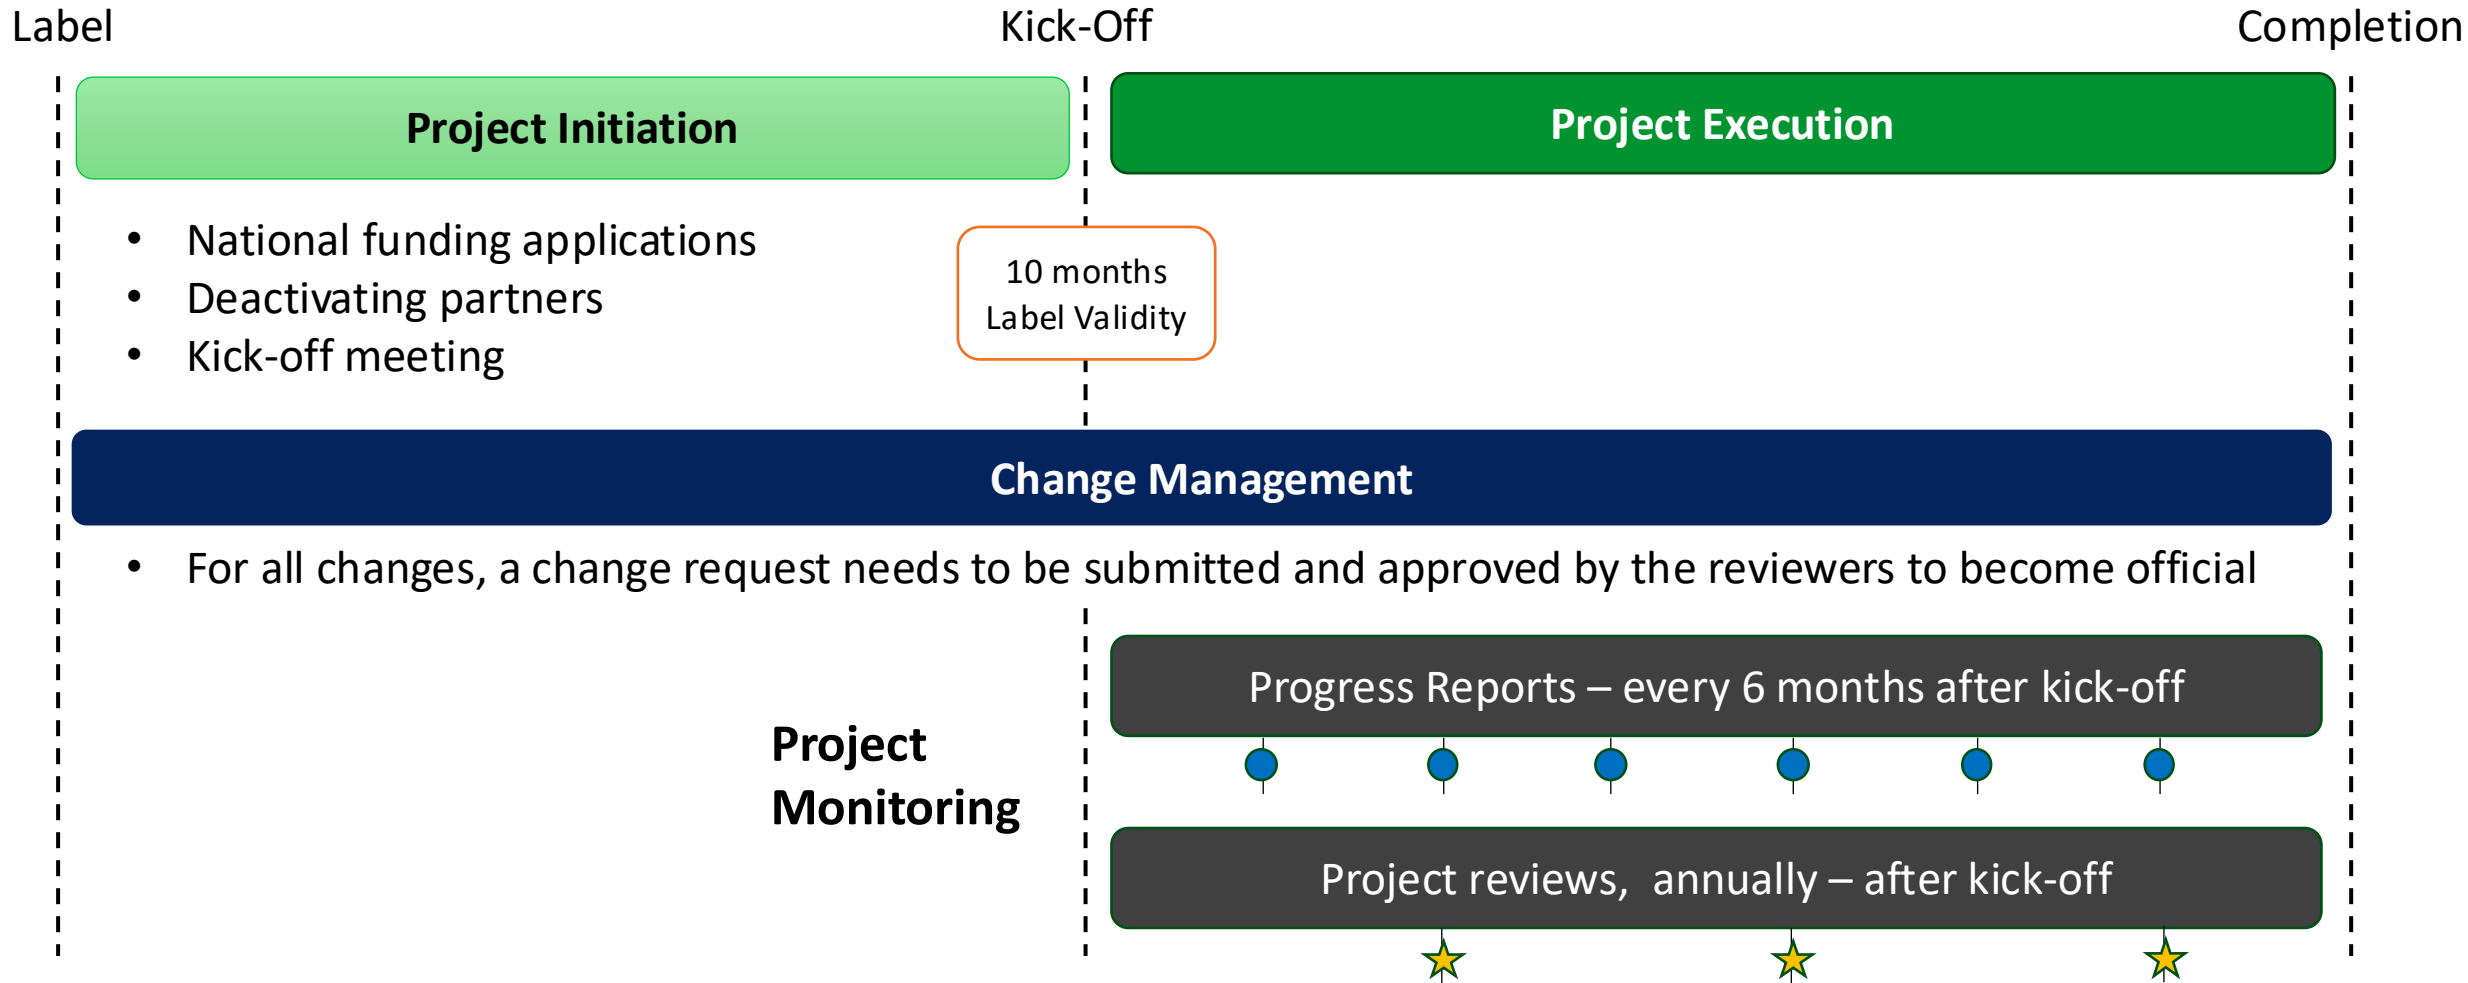 Label
Kick-Off
Completion
Project Initiation
Project Execution
• National funding applications
• Deactivating partners
• Kick-off meeting
10 months
Label Validity
Change Management
• For all changes, a change request needs to be submitted and approved by the reviewers to become official
Progress Reports – every 6 months after kick-off
Project
Monitoring
Project reviews,  annually – after kick-off